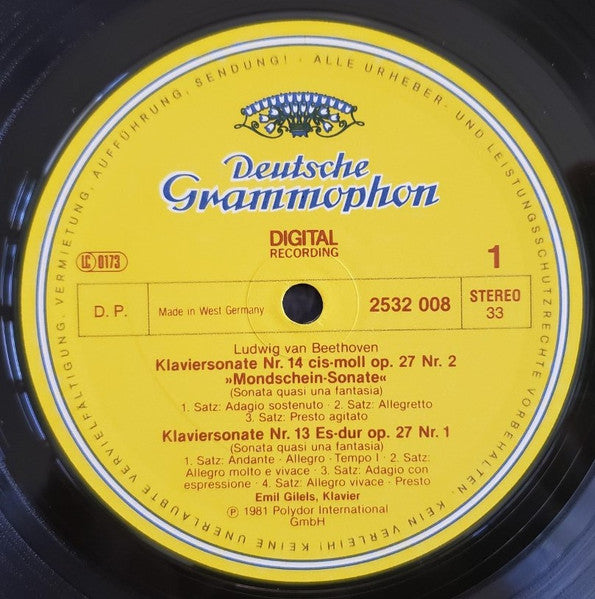 ALLE URHEBER- UND LEISTUNGSSCHUTZRECHTE VORBEHALTEN. KEIN VERLEIH! KEINE UNERLAUBTE VERVIELFÄLTIGUNG, VERMIETUNG, AUFFÜHRUNG, SENDUNG! ·
Deutsche
Grammophon
DIGITAL
RECORDING
1
LC 0173
D. P.
Made in West Germany
2532 008
STEREO
33
Ludwig van Beethoven
Klaviersonate Nr. 14 cis-moll op. 27 Nr. 2
»Mondschein-Sonate«
(Sonata quasi una fantasia)
1. Satz: Adagio sostenuto · 2. Satz: Allegretto
3. Satz: Presto agitato
Klaviersonate Nr. 13 Es-dur op. 27 Nr. 1
(Sonata quasi una fantasia)
1. Satz: Andante · Allegro · Tempo I · 2. Satz:
Allegro molto e vivace · 3. Satz: Adagio con
espressione · 4. Satz: Allegro vivace · Presto
Emil Gilels, Klavier
℗ 1981 Polydor International
GmbH